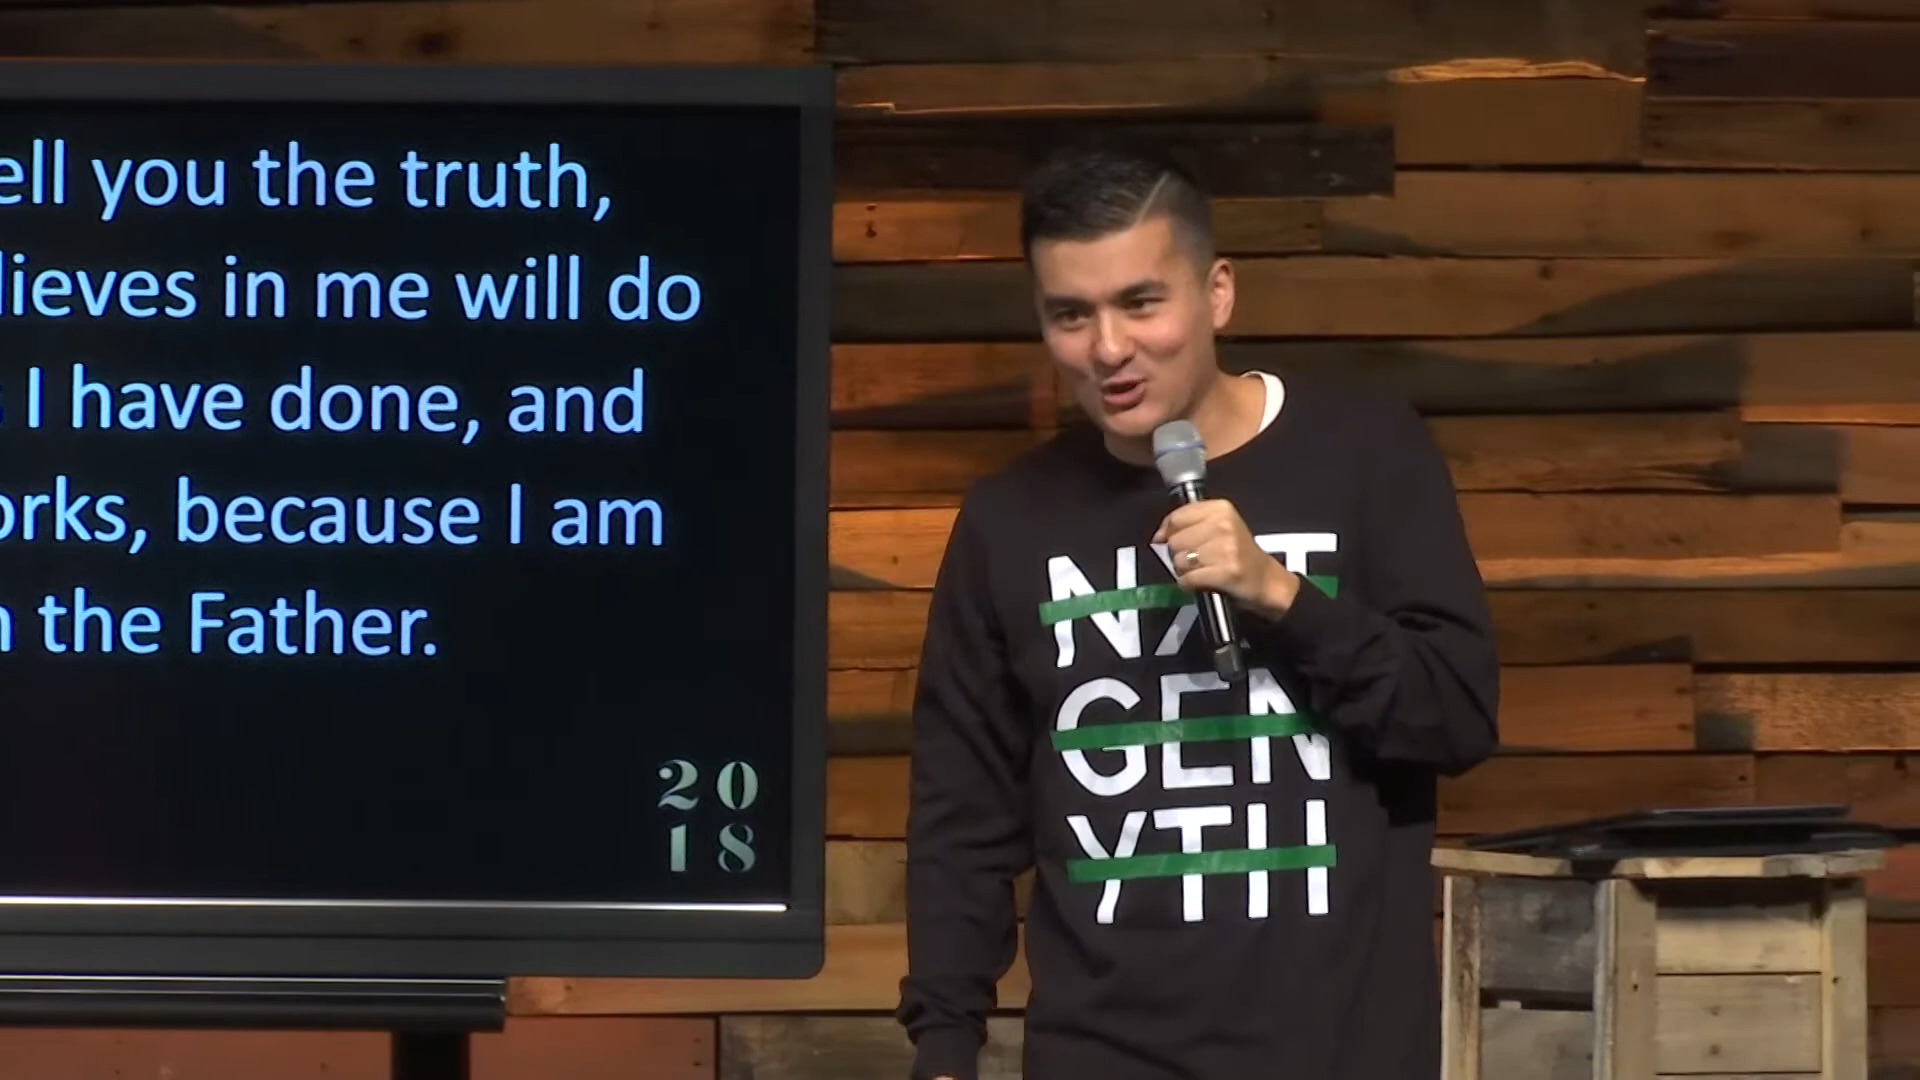 ell you the truth,
lieves in me will do
I have done, and
orks, because I am
the Father.
20
18
NXT
GEN
YTH